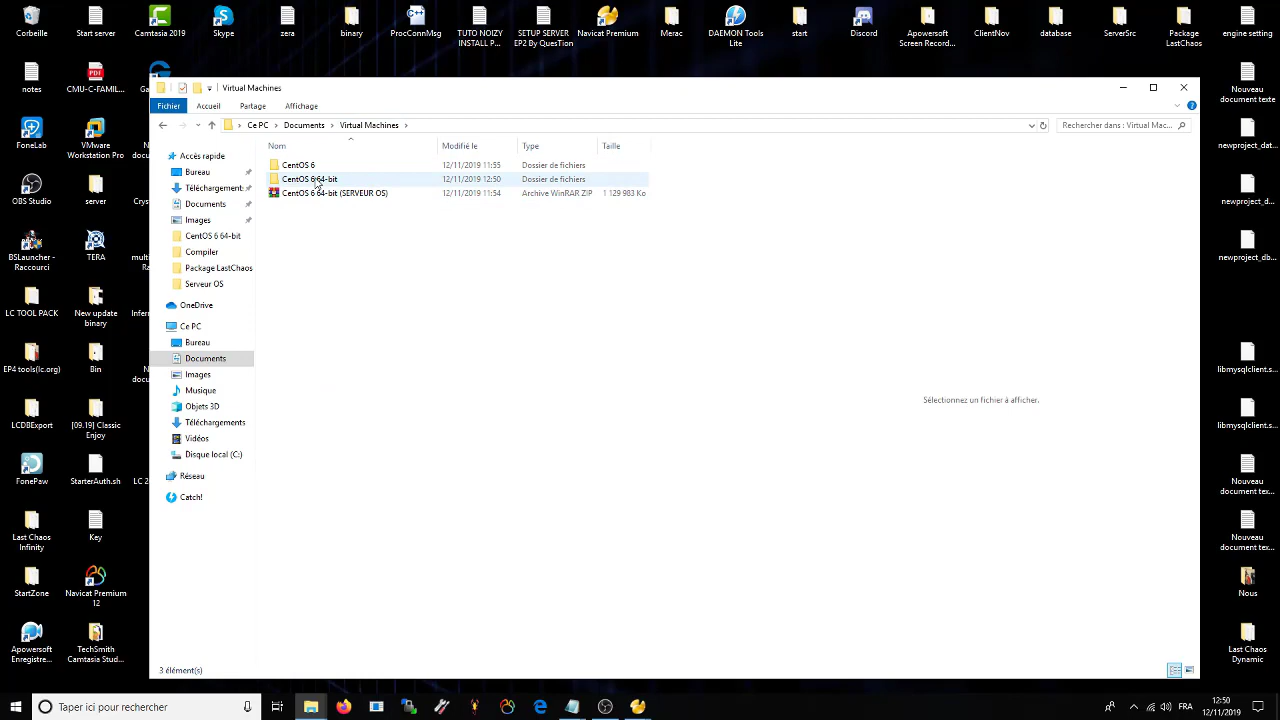 Corbeille
Start server
Camtasia 2019
Skype
zera
binary
ProcConnMsg
TUTO NOIZY
INSTALL P...
SETUP SERVER
EP2 By QuesTion
Navicat Premium
Merac
DAEMON Tools
Lite
start
Discord
Apowersoft
Screen Record...
ClientNov
database
ServerSrc
Package
LastChaos
engine setting
notes
CMU-C-FAMIL...
Nouveau
document texte
FoneLab
VMware
Workstation Pro
newproject_dat...
OBS Studio
server
newproject_d...
BSLauncher -
Raccourci
TERA
newproject_db...
LC TOOL PACK
New update
binary
EP4 tools(lc.org)
Bin
libmysqlclient.s...
LCDBExport
[09.19] Classic
Enjoy
libmysqlclient.s...
FonePaw
StarterAuth.sh
LC 2
Nouveau
document tex...
Last Chaos
Infinity
Key
Nouveau
document tex...
StartZone
Navicat Premium
12
Nous
Apowersoft
Enregistre...
TechSmith
Camtasia Stud...
Last Chaos
Dynamic
Virtual Machines
Fichier
Accueil
Partage
Affichage
Ce PC > Documents > Virtual Machines >
Rechercher dans : Virtual Mac...
Nom
Modifié le
Type
Taille
CentOS 6
12/11/2019 11:55
Dossier de fichiers
CentOS 6 64-bit
12/11/2019 12:50
Dossier de fichiers
CentOS 6 64-bit (SERVEUR OS)
12/11/2019 11:54
Archive WinRAR ZIP
1 129 983 Ko
Accès rapide
Bureau
Téléchargement:
Documents
Images
CentOS 6 64-bit
Compiler
Package LastChaos
Serveur OS
OneDrive
Ce PC
Bureau
Documents
Images
Musique
Objets 3D
Téléchargements
Vidéos
Disque local (C:)
Réseau
Catch!
Sélectionnez un fichier à afficher.
3 élément(s)
Taper ici pour rechercher
FRA
12:50
12/11/2019